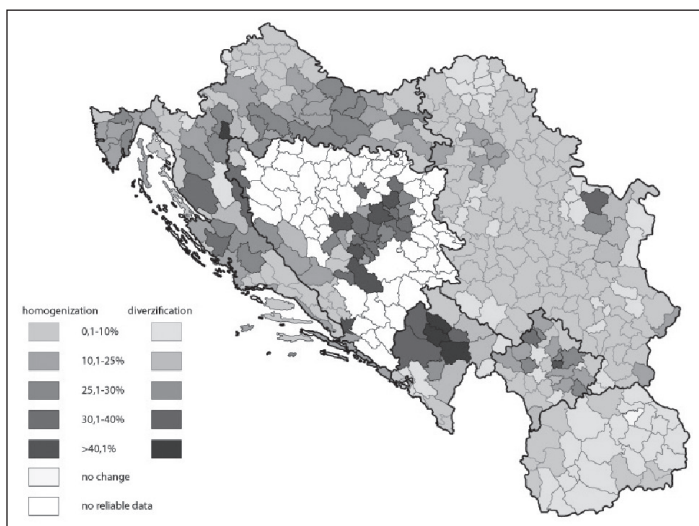 homogenization diverzification
0,1-10%
10,1-25%
25,1-30%
30,1-40%
>40,1%
no change
no reliable data